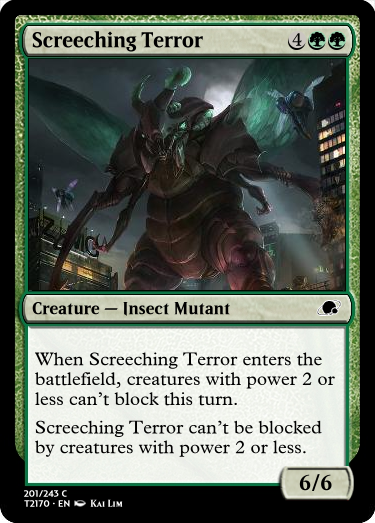 Screeching Terror 4
Creature — Insect Mutant
When Screeching Terror enters the
battlefield, creatures with power 2 or
less can't block this turn.
Screeching Terror can't be blocked
by creatures with power 2 or less.
6/6
201/243 C
T2170 • EN Kai Lim